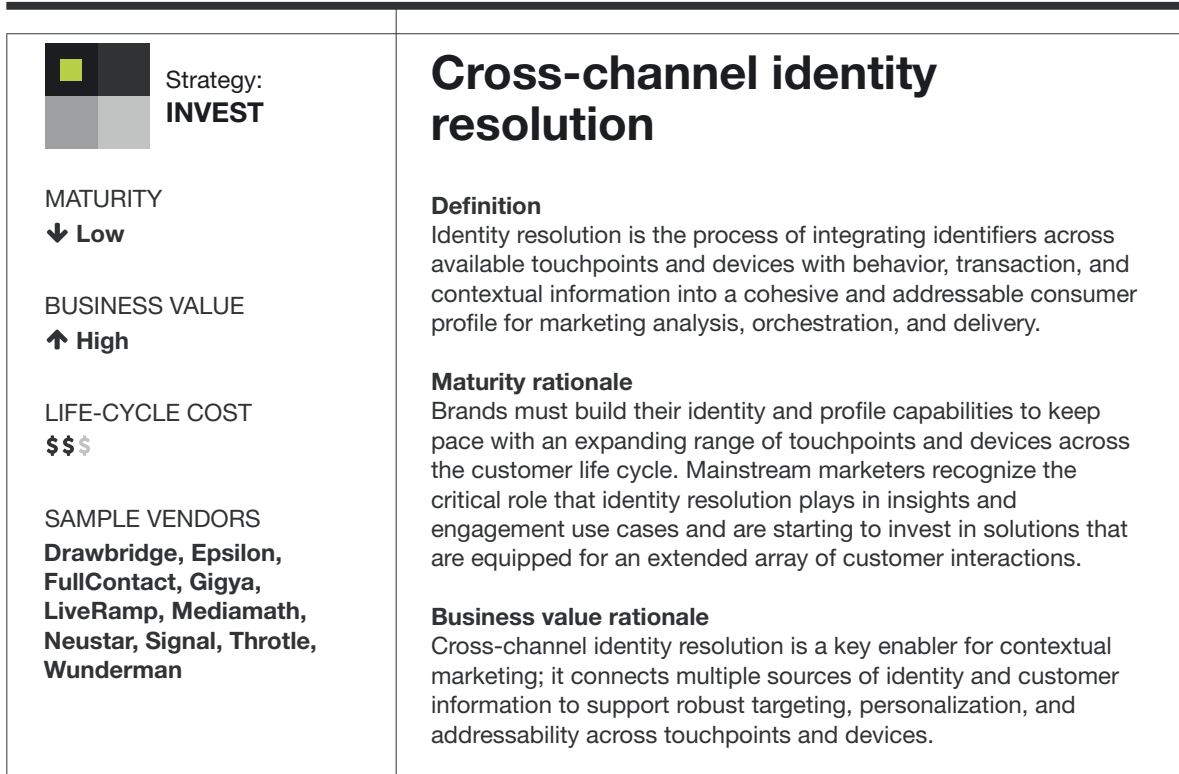 Strategy:
INVEST
MATURITY
↓ Low
BUSINESS VALUE
↑ High
LIFE-CYCLE COST
$$$
SAMPLE VENDORS
Drawbridge, Epsilon,
FullContact, Gigya,
LiveRamp, Mediamath,
Neustar, Signal, Throtle,
Wunderman
Cross-channel identity
resolution
Definition
Identity resolution is the process of integrating identifiers across
available touchpoints and devices with behavior, transaction, and
contextual information into a cohesive and addressable consumer
profile for marketing analysis, orchestration, and delivery.
Maturity rationale
Brands must build their identity and profile capabilities to keep
pace with an expanding range of touchpoints and devices across
the customer life cycle. Mainstream marketers recognize the
critical role that identity resolution plays in insights and
engagement use cases and are starting to invest in solutions that
are equipped for an extended array of customer interactions.
Business value rationale
Cross-channel identity resolution is a key enabler for contextual
marketing; it connects multiple sources of identity and customer
information to support robust targeting, personalization, and
addressability across touchpoints and devices.